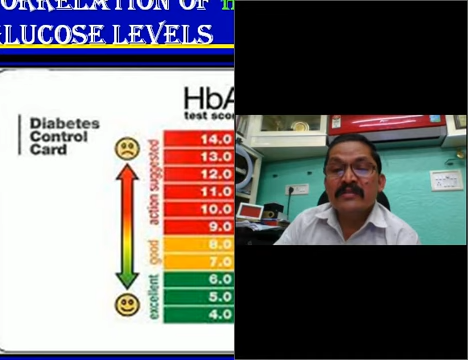 CORRELATION OF
GLUCOSE LEVELS
HbA
test scor
Diabetes
Control
Card
action suggested
good
excellent
14.0
13.0
12.0
11.0
10.0
9.0
8.0
7.0
6.0
5.0
4.0